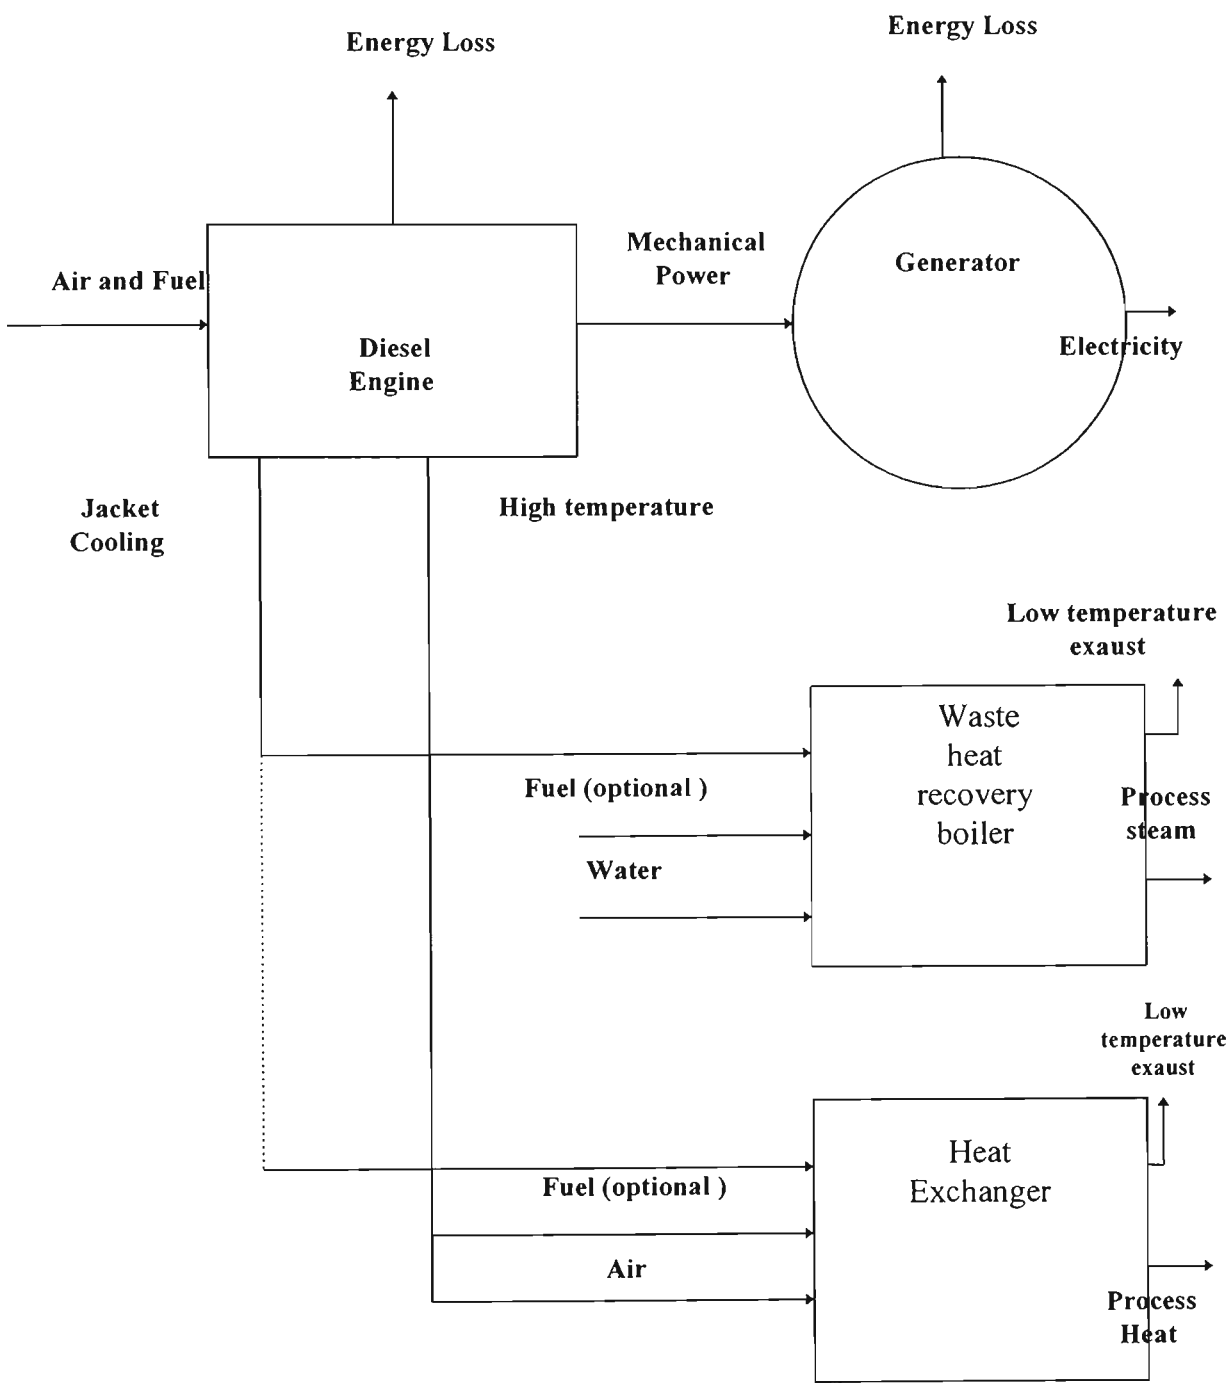 Energy Loss
Energy Loss
Air and Fuel
Diesel
Engine
Mechanical
Power
Generator
Electricity
Jacket
Cooling
High temperature
Low temperature
exaust
Waste
heat
recovery
boiler
Fuel (optional )
Water
Process
steam
Low
temperature
exaust
Heat
Exchanger
Fuel (optional )
Air
Process
Heat